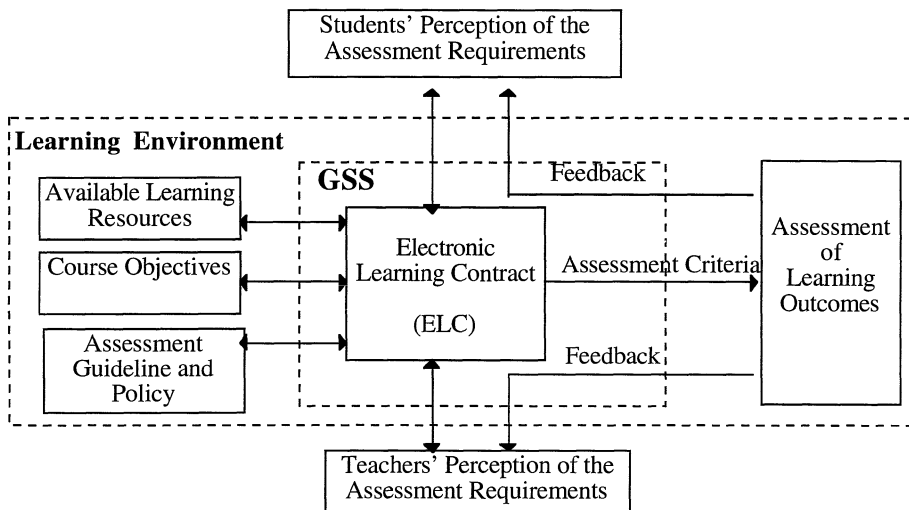 Students’ Perception of the
Assessment Requirements
Learning Environment
GSS
Feedback
Available Learning
Resources
Course Objectives
Assessment
Guideline and
Policy
Electronic
Learning Contract
(ELC)
Assessment Criteria
Assessment
of
Learning
Outcomes
Feedback
Teachers’ Perception of the
Assessment Requirements